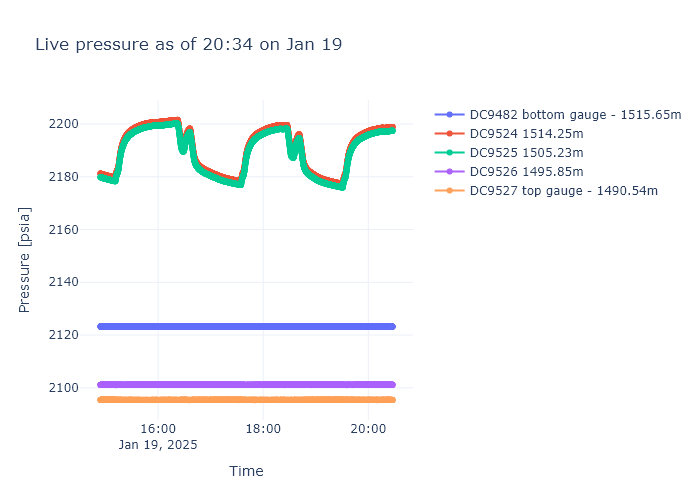 Live pressure as of 20:34 on Jan 19
DC9482 bottom gauge - 1515.65m
DC9524 1514.25m
DC9525 1505.23m
DC9526 1495.85m
DC9527 top gauge - 1490.54m
Pressure [psia]
2200
2180
2160
2140
2120
2100
16:00
18:00
20:00
Jan 19, 2025
Time